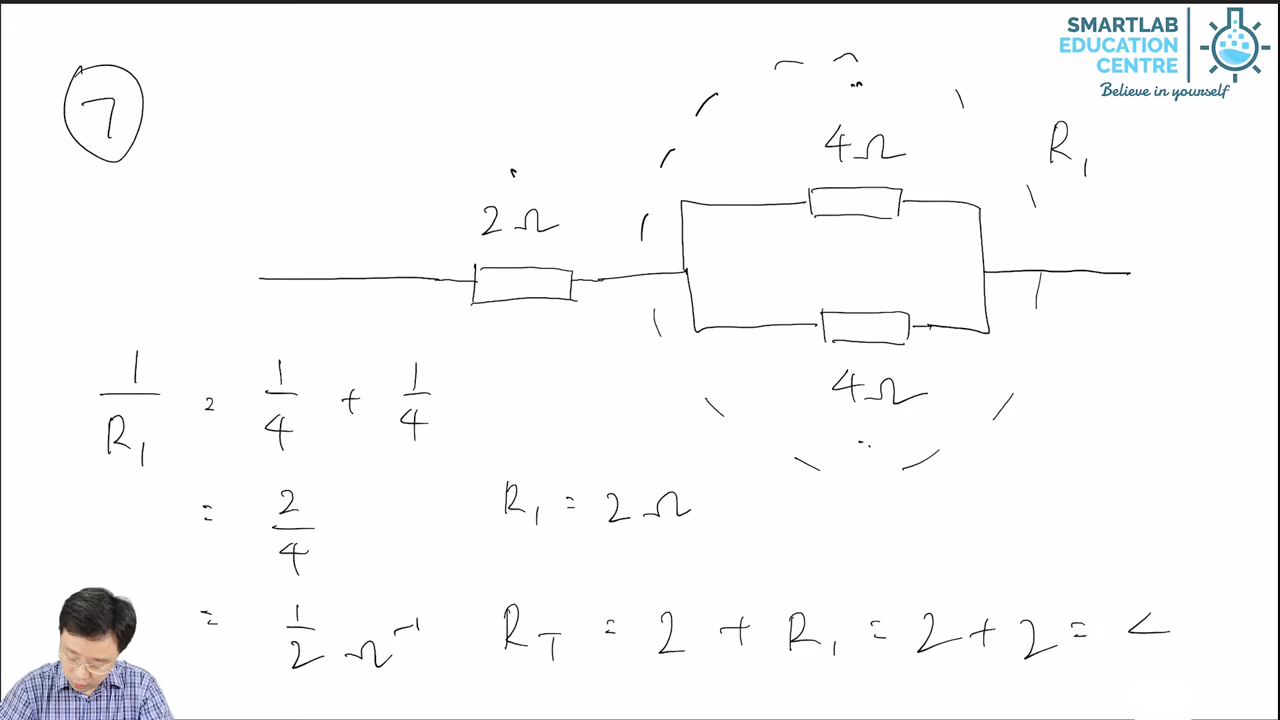 SMARTLAB
EDUCATION
CENTRE
Believe in yourself
7
4Ω
R₁
2Ω
4Ω
1/R₁ = 1/4 + 1/4
= 2/4
R₁ = 2Ω
= 1/2 Ω⁻¹
R_T = 2 + R₁ = 2 + 2 =